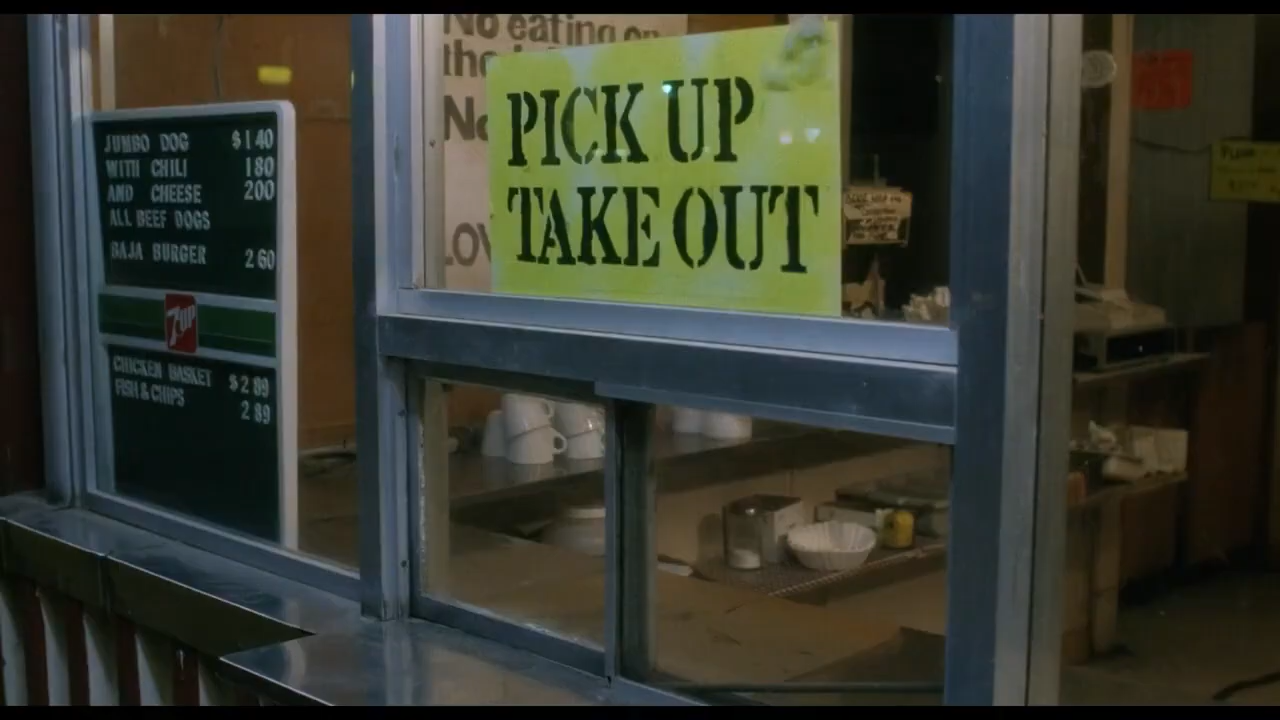 JUMBO DOG $1 40
WITH CHILI 1 80
AND CHEESE 2 00
ALL BEEF DOGS
BAJA BURGER 2 60
7UP
CHICKEN BASKET $2 89
FISH & CHIPS 2 89
No eating on
the
No
LOV
PICK UP
TAKE OUT